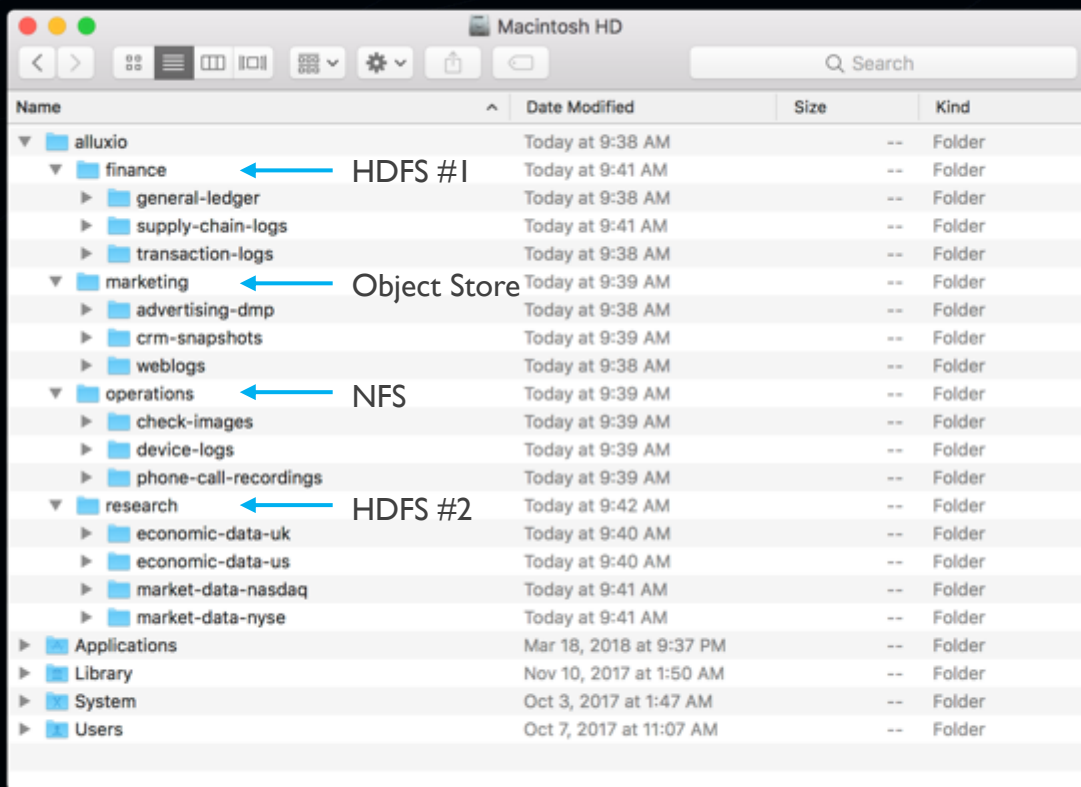 Macintosh HD
Search
Name Date Modified Size Kind
alluxio Today at 9:38 AM -- Folder
finance HDFS #1 Today at 9:41 AM -- Folder
general-ledger Today at 9:38 AM -- Folder
supply-chain-logs Today at 9:41 AM -- Folder
transaction-logs Today at 9:38 AM -- Folder
marketing Object Store Today at 9:39 AM -- Folder
advertising-dmp Today at 9:38 AM -- Folder
crm-snapshots Today at 9:39 AM -- Folder
weblogs Today at 9:38 AM -- Folder
operations NFS Today at 9:39 AM -- Folder
check-images Today at 9:39 AM -- Folder
device-logs Today at 9:39 AM -- Folder
phone-call-recordings Today at 9:39 AM -- Folder
research HDFS #2 Today at 9:42 AM -- Folder
economic-data-uk Today at 9:40 AM -- Folder
economic-data-us Today at 9:40 AM -- Folder
market-data-nasdaq Today at 9:41 AM -- Folder
market-data-nyse Today at 9:41 AM -- Folder
Applications Mar 18, 2018 at 9:37 PM -- Folder
Library Nov 10, 2017 at 1:50 AM -- Folder
System Oct 3, 2017 at 1:47 AM -- Folder
Users Oct 7, 2017 at 11:07 AM -- Folder